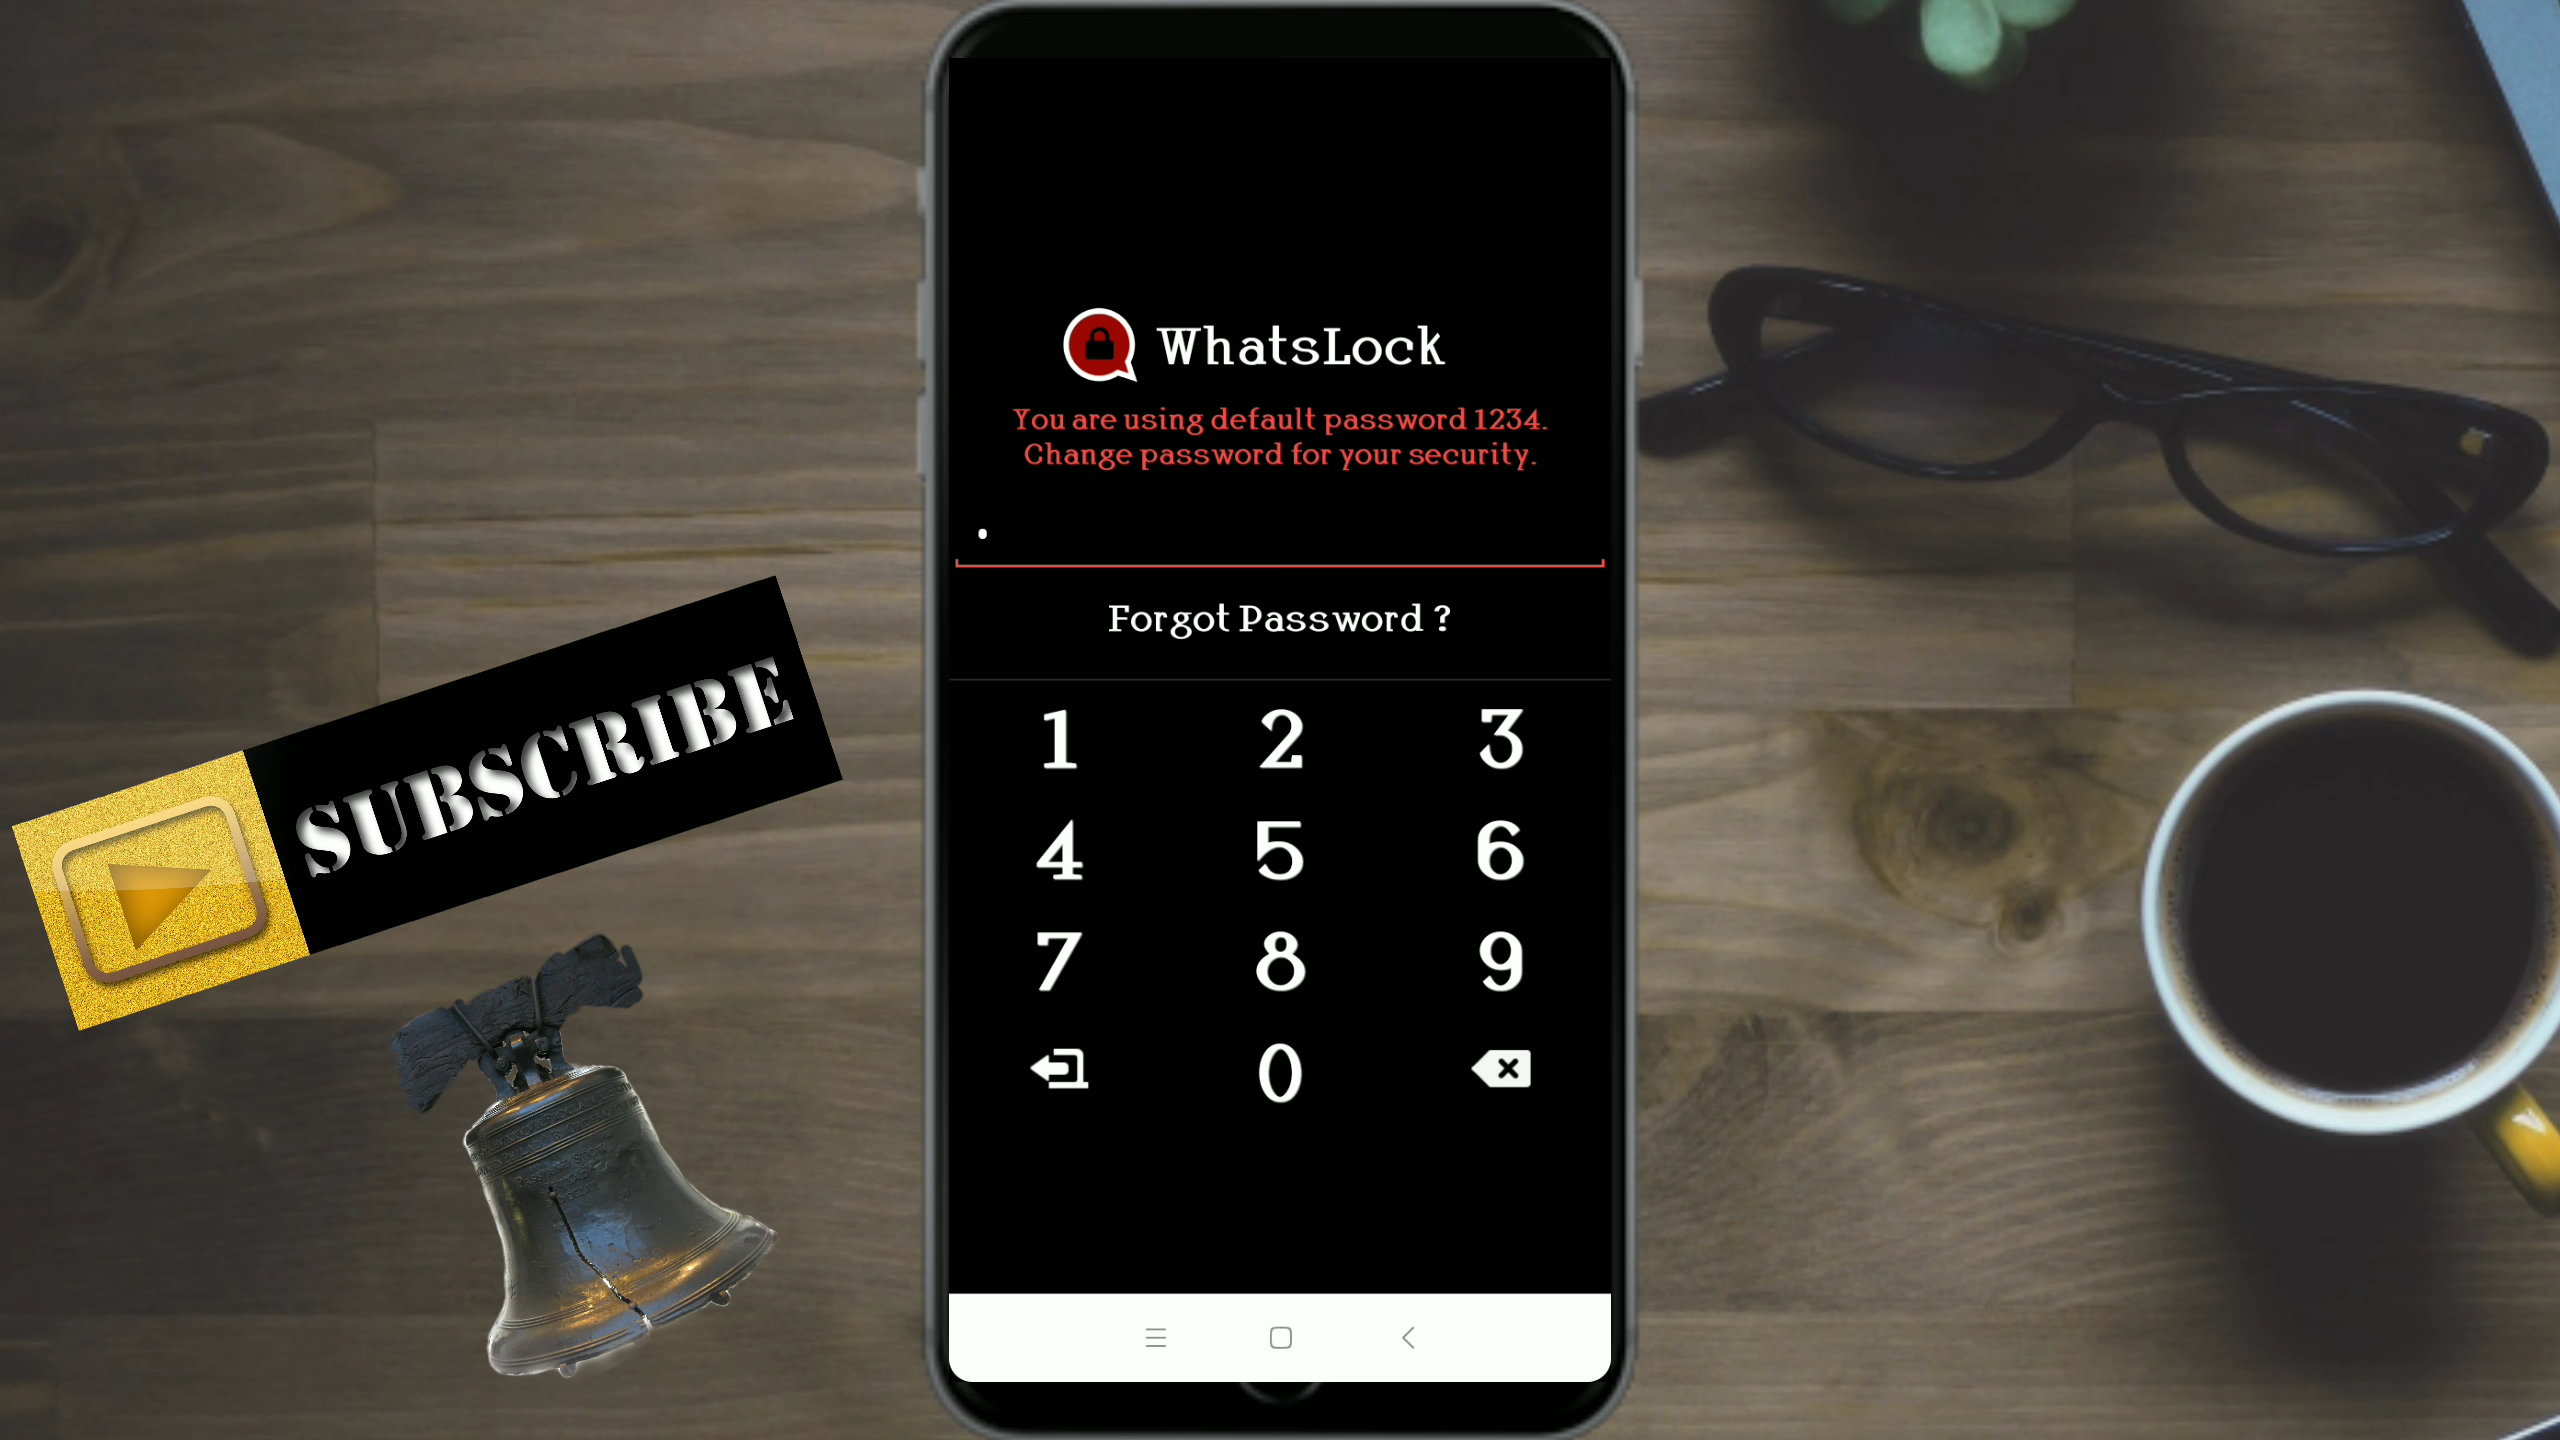 WhatsLock
You are using default password 1234.
Change password for your security.
Forgot Password ?
1 2 3
4 5 6
7 8 9
0
SUBSCRIBE